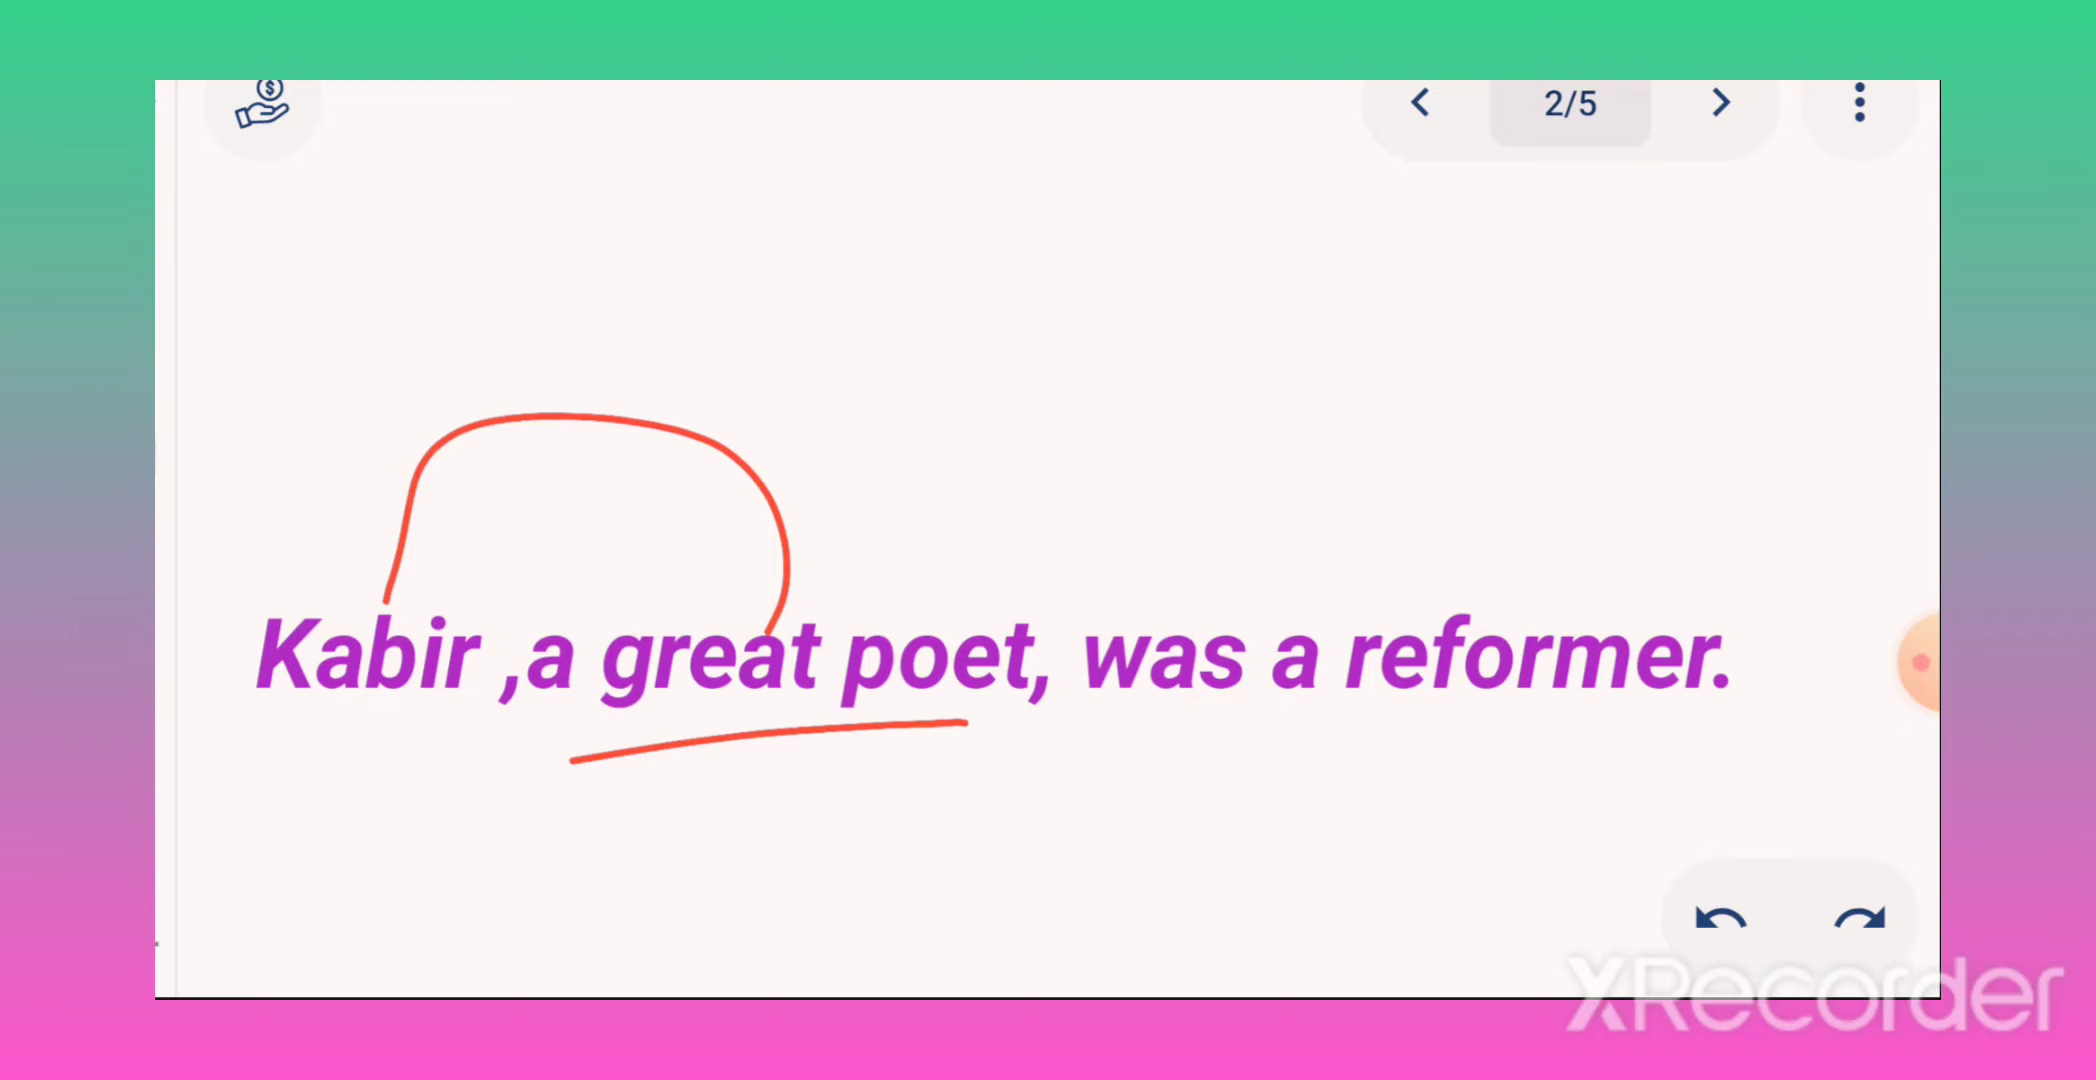 2/5
Kabir ,a great poet, was a reformer.
XRecorder